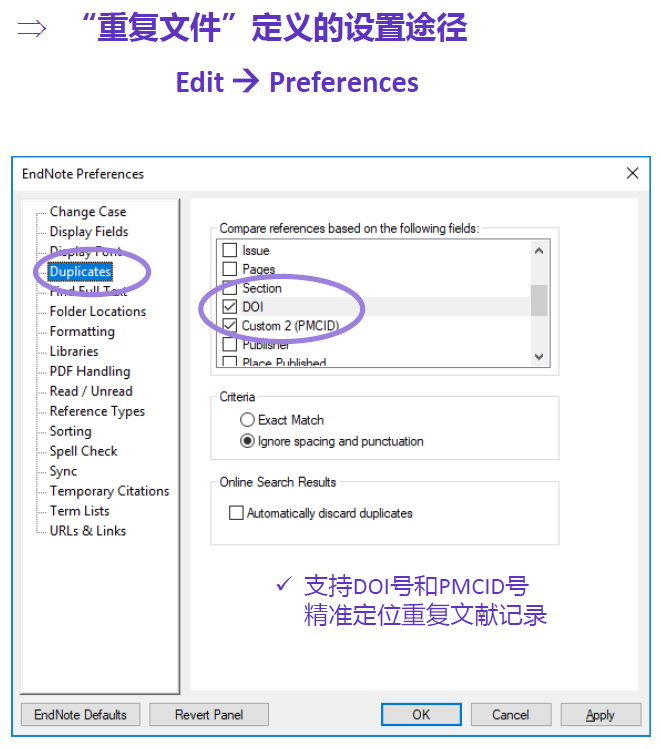 ⇒ “重复文件”定义的设置途径
Edit → Preferences
EndNote Preferences
Change Case
Display Fields
Display Font
Duplicates
Find Full Text
Folder Locations
Formatting
Libraries
PDF Handling
Read / Unread
Reference Types
Sorting
Spell Check
Sync
Temporary Citations
Term Lists
URLs & Links
Compare references based on the following fields:
Issue
Pages
Section
DOI
Custom 2 (PMCID)
Publisher
Place Published
Criteria
Exact Match
Ignore spacing and punctuation
Online Search Results
Automatically discard duplicates
✓ 支持DOI号和PMCID号
精准定位重复文献记录
EndNote Defaults
Revert Panel
OK
Cancel
Apply